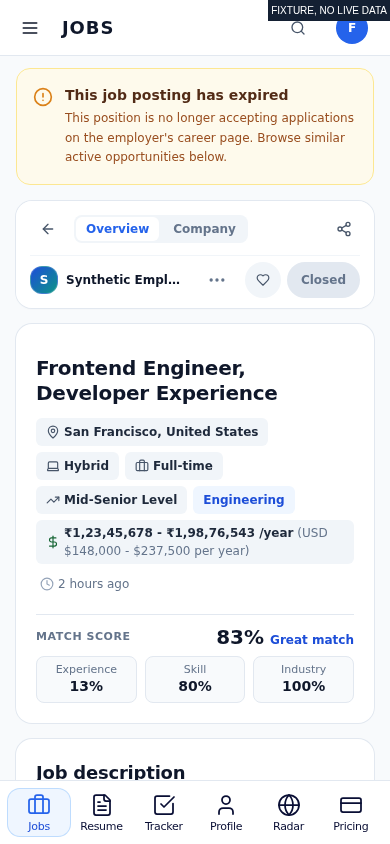 FIXTURE, NO LIVE DATA
JOBS
F
This job posting has expired
This position is no longer accepting applications
on the employer's career page. Browse similar
active opportunities below.
Overview
Company
S
Synthetic Empl...
Closed
Frontend Engineer,
Developer Experience
San Francisco, United States
Hybrid
Full-time
Mid-Senior Level
Engineering
₹1,23,45,678 - ₹1,98,76,543 /year (USD
$148,000 - $237,500 per year)
2 hours ago
MATCH SCORE
83% Great match
Experience
13%
Skill
80%
Industry
100%
Job description
Jobs
Resume
Tracker
Profile
Radar
Pricing